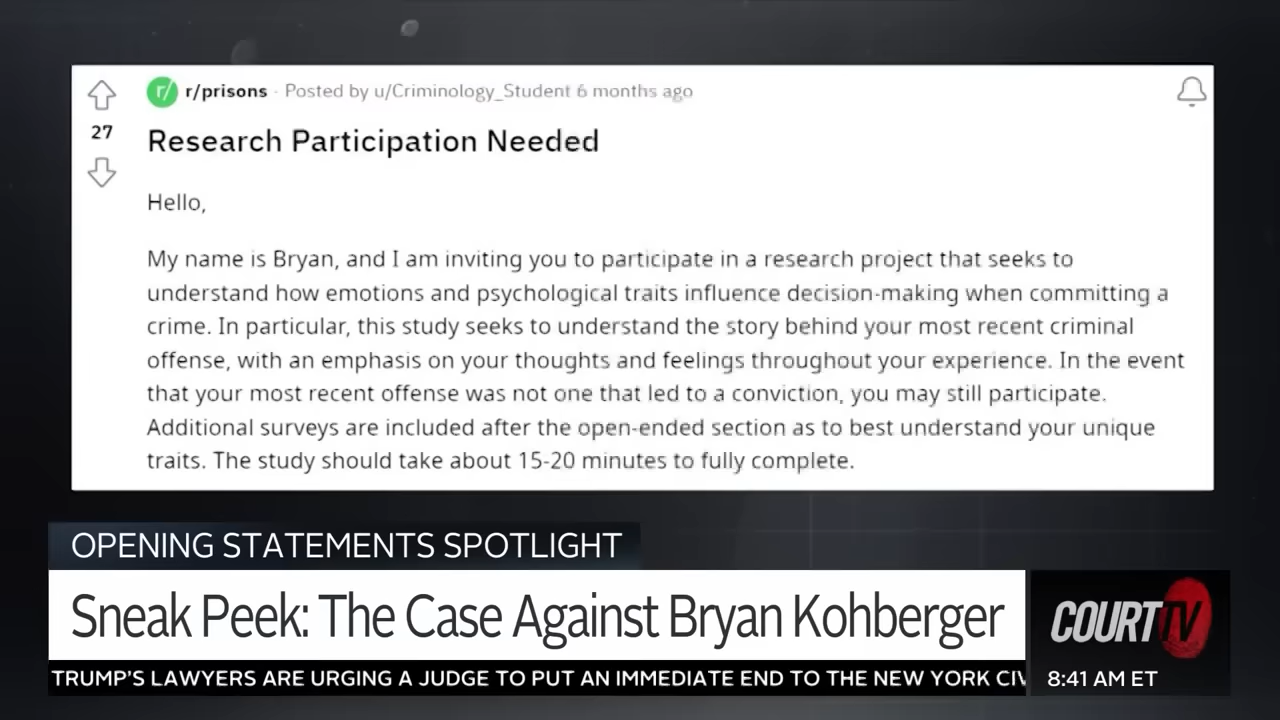 r/ r/prisons · Posted by u/Criminology_Student 6 months ago
27
Research Participation Needed
Hello,
My name is Bryan, and I am inviting you to participate in a research project that seeks to
understand how emotions and psychological traits influence decision-making when committing a
crime. In particular, this study seeks to understand the story behind your most recent criminal
offense, with an emphasis on your thoughts and feelings throughout your experience. In the event
that your most recent offense was not one that led to a conviction, you may still participate.
Additional surveys are included after the open-ended section as to best understand your unique
traits. The study should take about 15-20 minutes to fully complete.
OPENING STATEMENTS SPOTLIGHT
Sneak Peek: The Case Against Bryan Kohberger
COURT TV
TRUMP'S LAWYERS ARE URGING A JUDGE TO PUT AN IMMEDIATE END TO THE NEW YORK CIV
8:41 AM ET